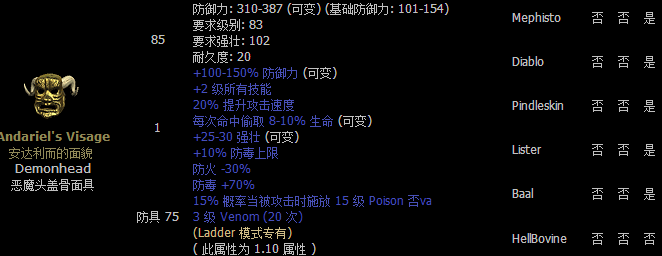 Andariel's Visage
安达利而的面貌
Demonhead
恶魔头盖骨面具
85
1
防具 75
防御力: 310-387 (可变) (基础防御力: 101-154)
要求级别: 83
要求强壮: 102
耐久度: 20
+100-150% 防御力 (可变)
+2 级所有技能
20% 提升攻击速度
每次命中偷取 8-10% 生命 (可变)
+25-30 强壮 (可变)
+10% 防毒上限
防火 -30%
防毒 +70%
15% 概率当被攻击时施放 15 级 Poison 否va
3 级 Venom (20 次)
(Ladder 模式专有)
( 此属性为 1.10 属性 )
Mephisto 否 否 是
Diablo 否 否 是
Pindleskin 否 否 是
Lister 否 否 是
Baal 否 否 是
HellBovine 否 否 否